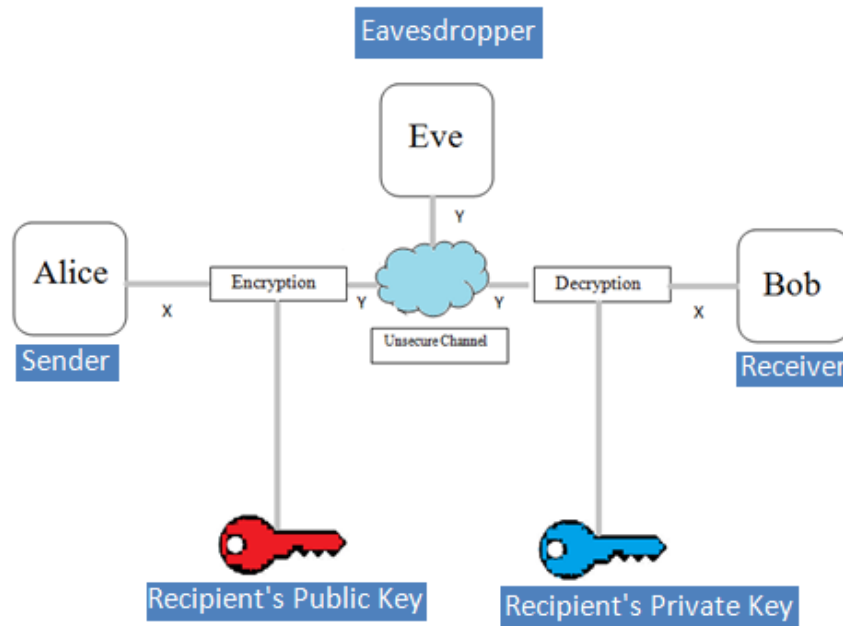 Eavesdropper
Eve
Y
Alice
Encryption
Decryption
Bob
X
Y
Y
X
Unsecure Channel
Sender
Receiver
Recipient's Public Key
Recipient's Private Key